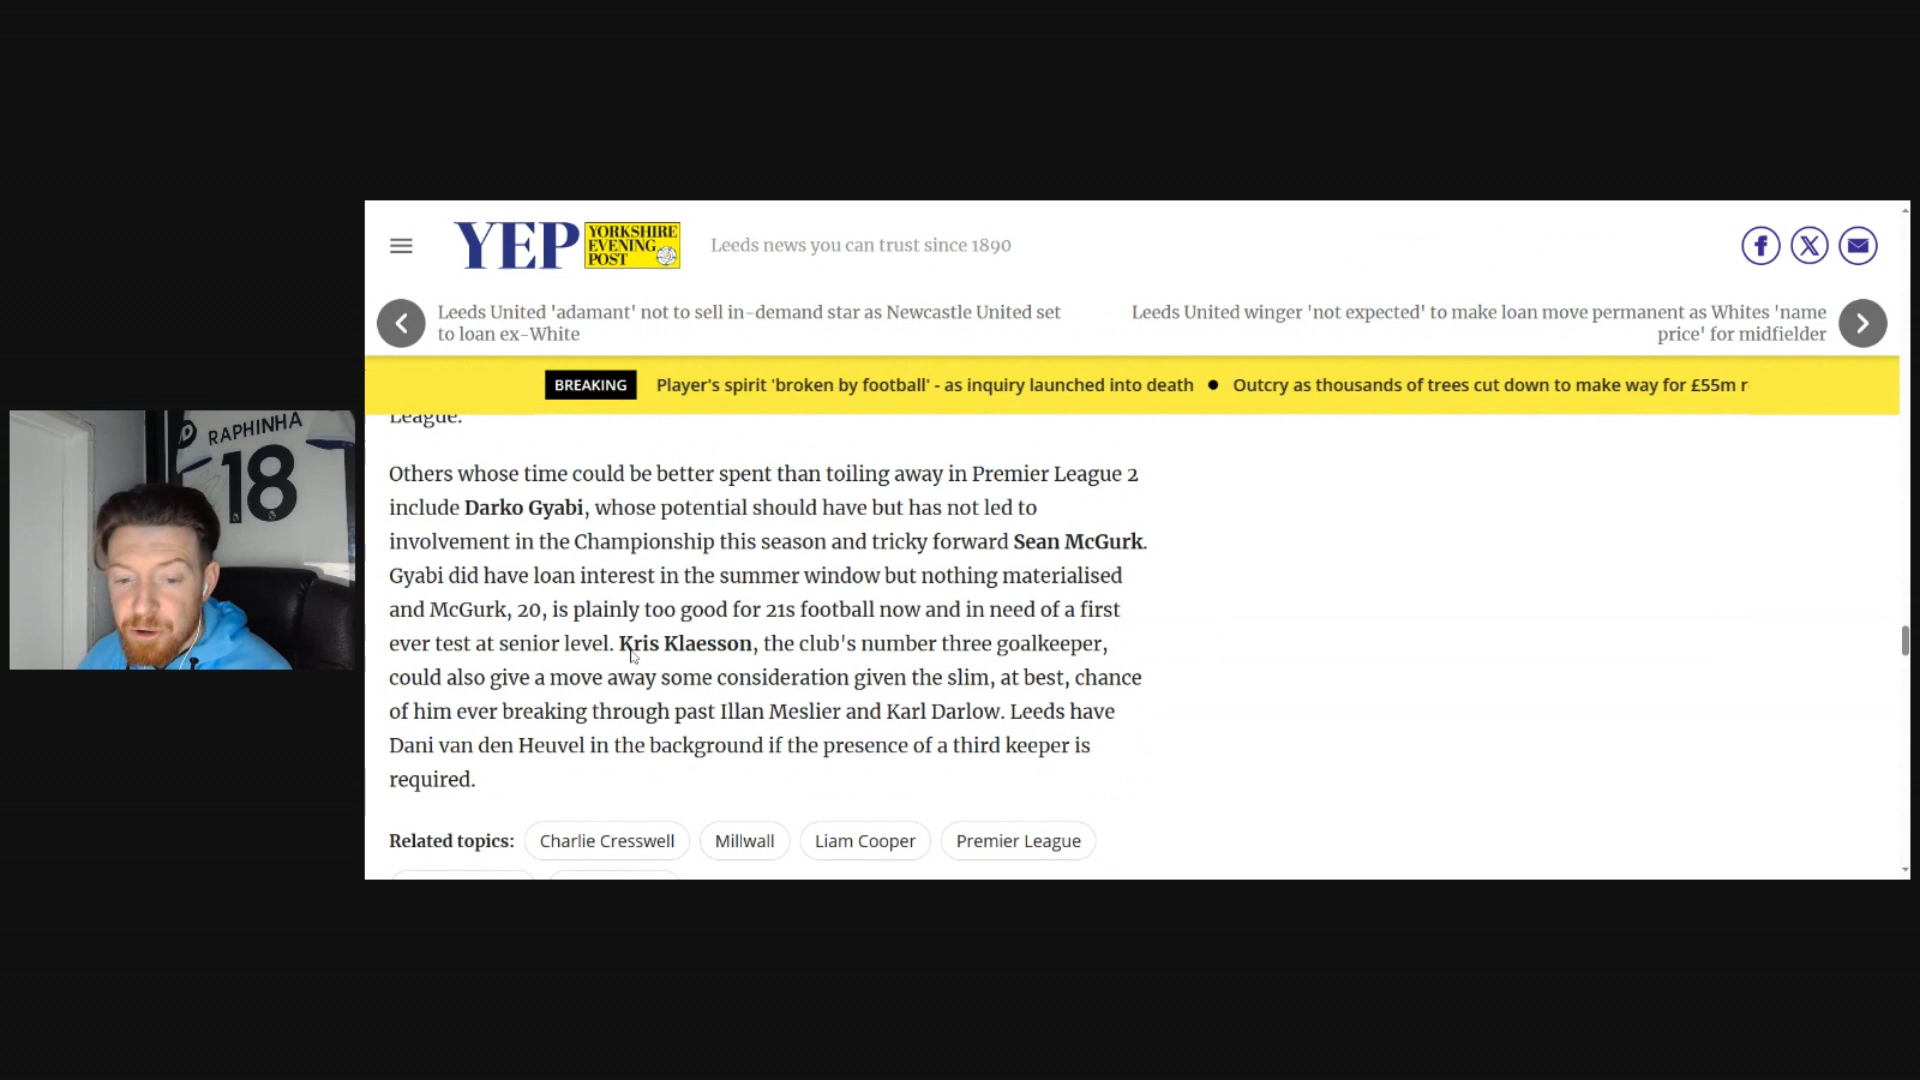 RAPHINHA
18
YEP
YORKSHIRE
EVENING
POST
Leeds news you can trust since 1890
Leeds United 'adamant' not to sell in-demand star as Newcastle United set
to loan ex-White
Leeds United winger 'not expected' to make loan move permanent as Whites 'name
price' for midfielder
BREAKING Player's spirit 'broken by football' - as inquiry launched into death ● Outcry as thousands of trees cut down to make way for £55m r
League.
Others whose time could be better spent than toiling away in Premier League 2
include Darko Gyabi, whose potential should have but has not led to
involvement in the Championship this season and tricky forward Sean McGurk.
Gyabi did have loan interest in the summer window but nothing materialised
and McGurk, 20, is plainly too good for 21s football now and in need of a first
ever test at senior level. Kris Klaesson, the club's number three goalkeeper,
could also give a move away some consideration given the slim, at best, chance
of him ever breaking through past Illan Meslier and Karl Darlow. Leeds have
Dani van den Heuvel in the background if the presence of a third keeper is
required.
Related topics: Charlie Cresswell Millwall Liam Cooper Premier League